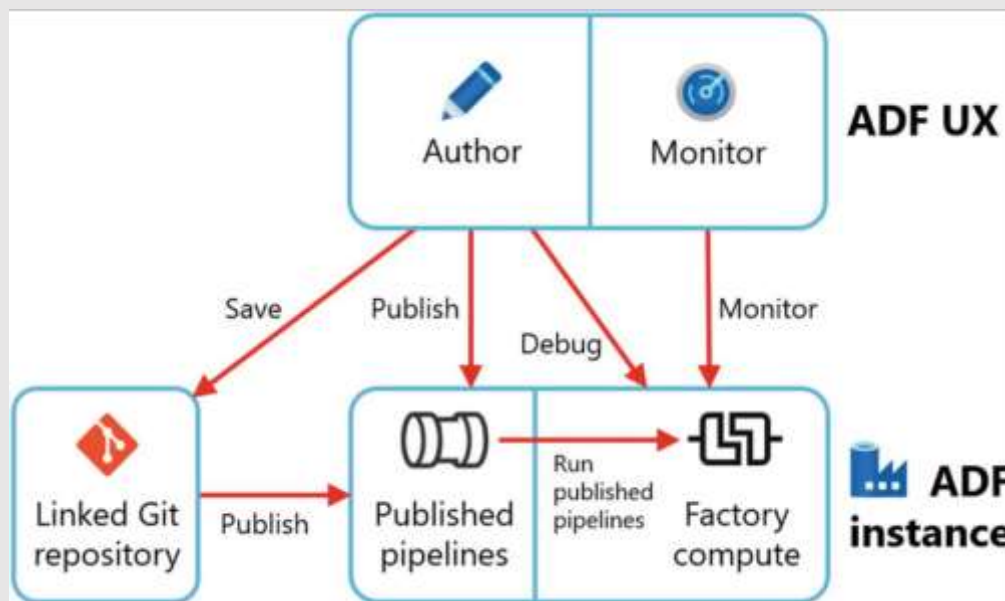 Author
Monitor
ADF UX
Save
Publish
Debug
Monitor
Linked Git
repository
Publish
Published
pipelines
Run
published
pipelines
Factory
compute
ADF
instance